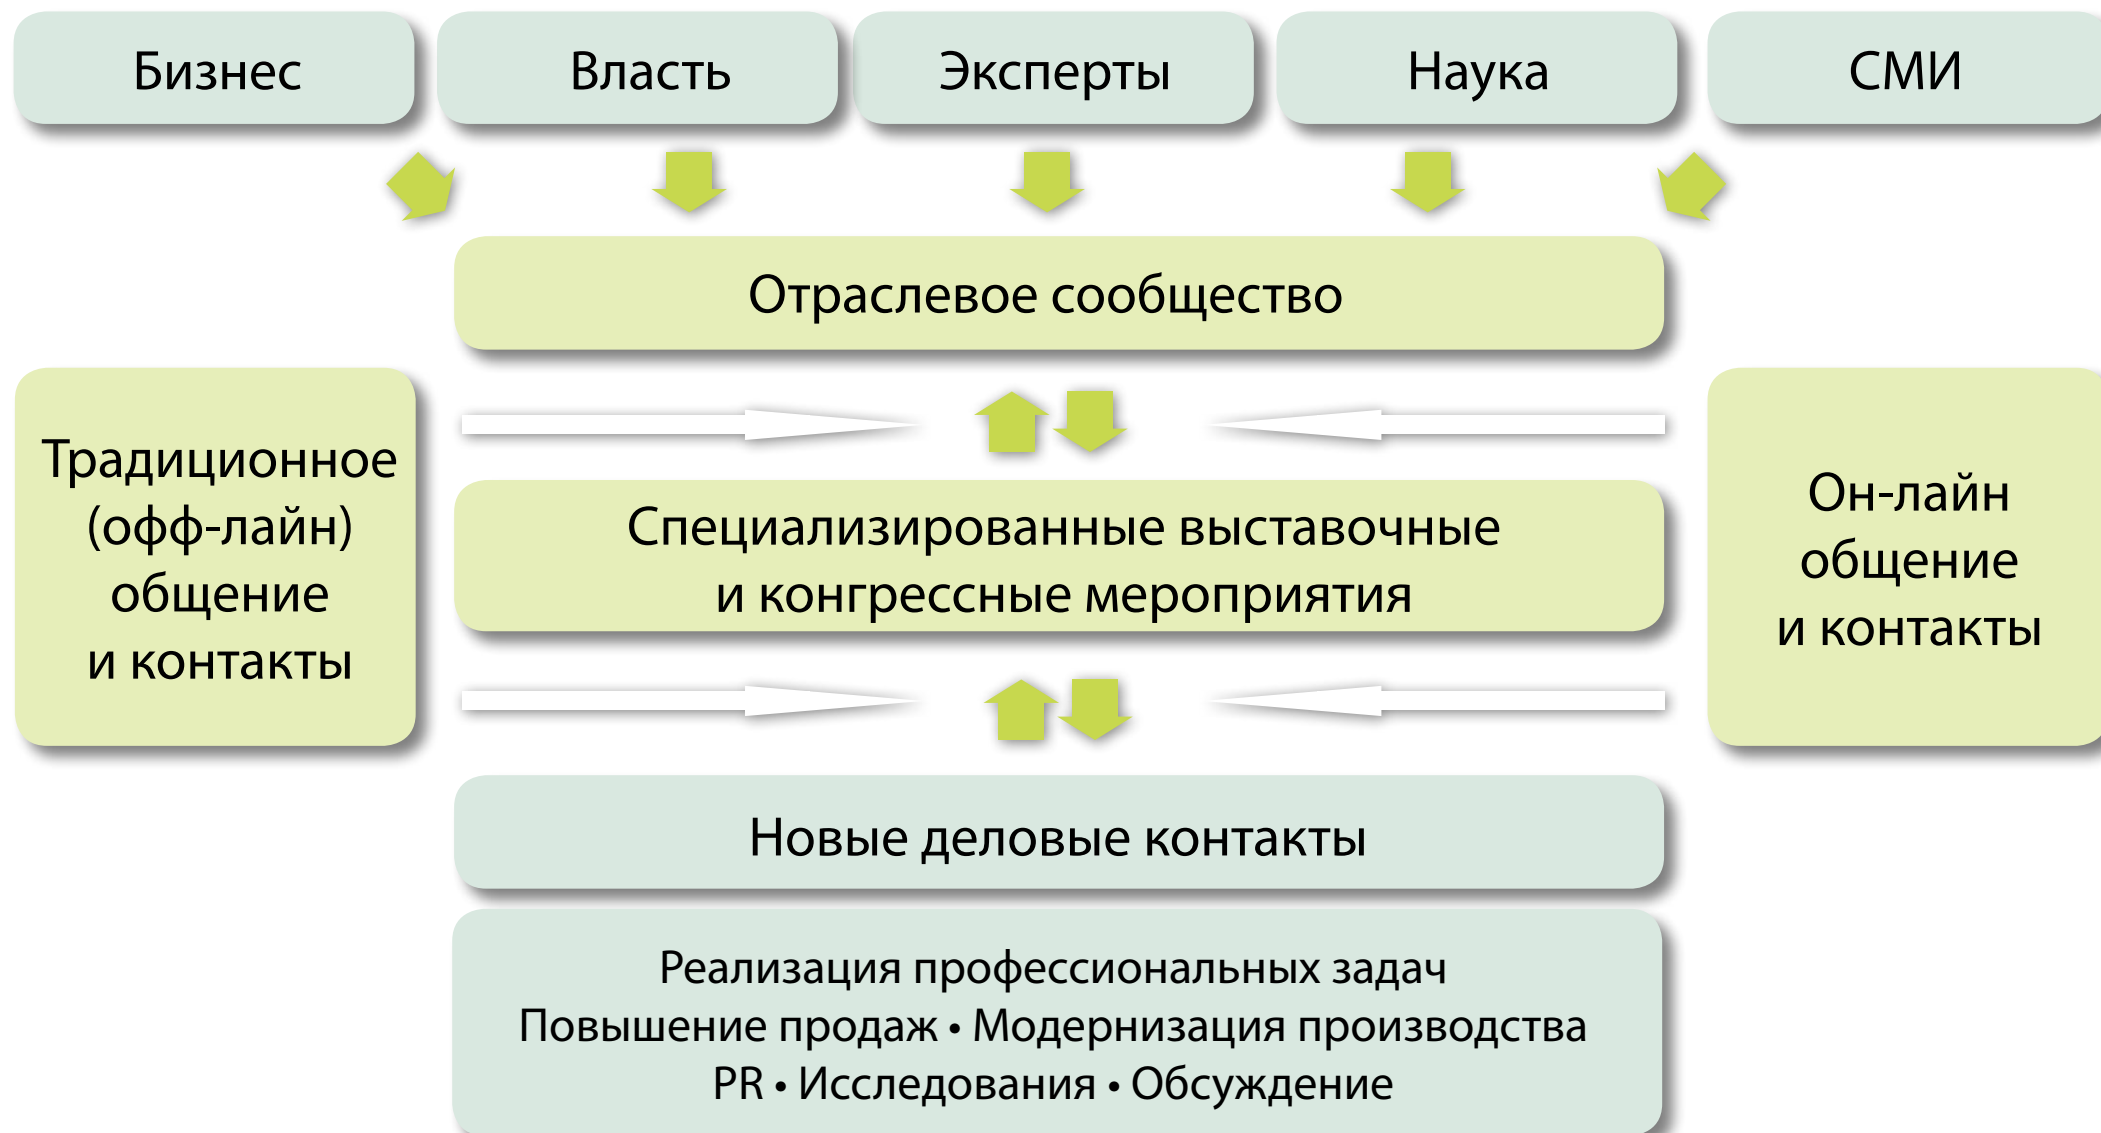 Бизнес
Власть
Эксперты
Наука
СМИ
Отраслевое сообщество
Традиционное
(офф-лайн)
общение
и контакты
Специализированные выставочные
и конгрессные мероприятия
Он-лайн
общение
и контакты
Новые деловые контакты
Реализация профессиональных задач
Повышение продаж • Модернизация производства
PR • Исследования • Обсуждение